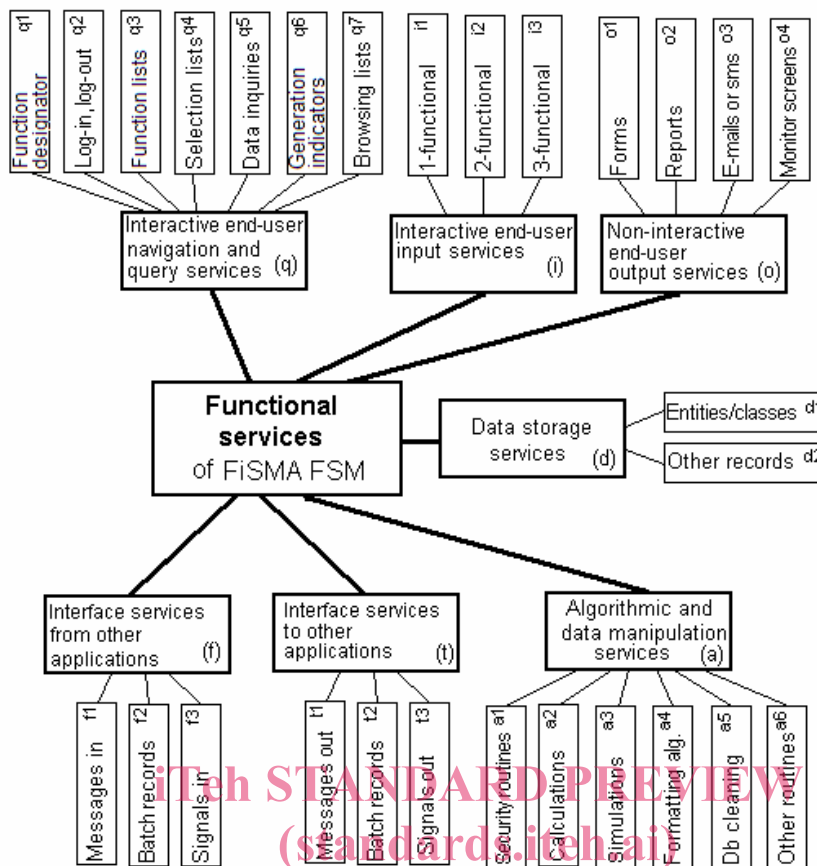 Function
designator
q1
Log-in, log-out
q2
Function lists
q3
Selection lists
q4
Data inquiries
q5
Generation
indicators
q6
Browsing lists
q7
1-functional
i1
2-functional
i2
3-functional
i3
Forms
o1
Reports
o2
E-mails or sms
o3
Monitor screens
o4
Interactive end-user
navigation and
query services (q)
Interactive end-user
input services
(i)
Non-interactive
end-user
output services (o)
Functional
services
of FiSMA FSM
Data storage
services
(d)
Entities/classes d1
Other records d2
Interface services
from other
applications (f)
Interface services
to other
applications (t)
Algorithmic and
data manipulation
services (a)
Messages in
f1
Batch records
f2
Signals in
f3
Messages out
t1
Batch records
t2
Signals out
t3
Security routines
a1
Calculations
a2
Simulations
a3
Formatting alg.
a4
Db cleaning
a5
Other routines
a6
iTeh STANDARD PREVIEW
(standards.iteh.ai)